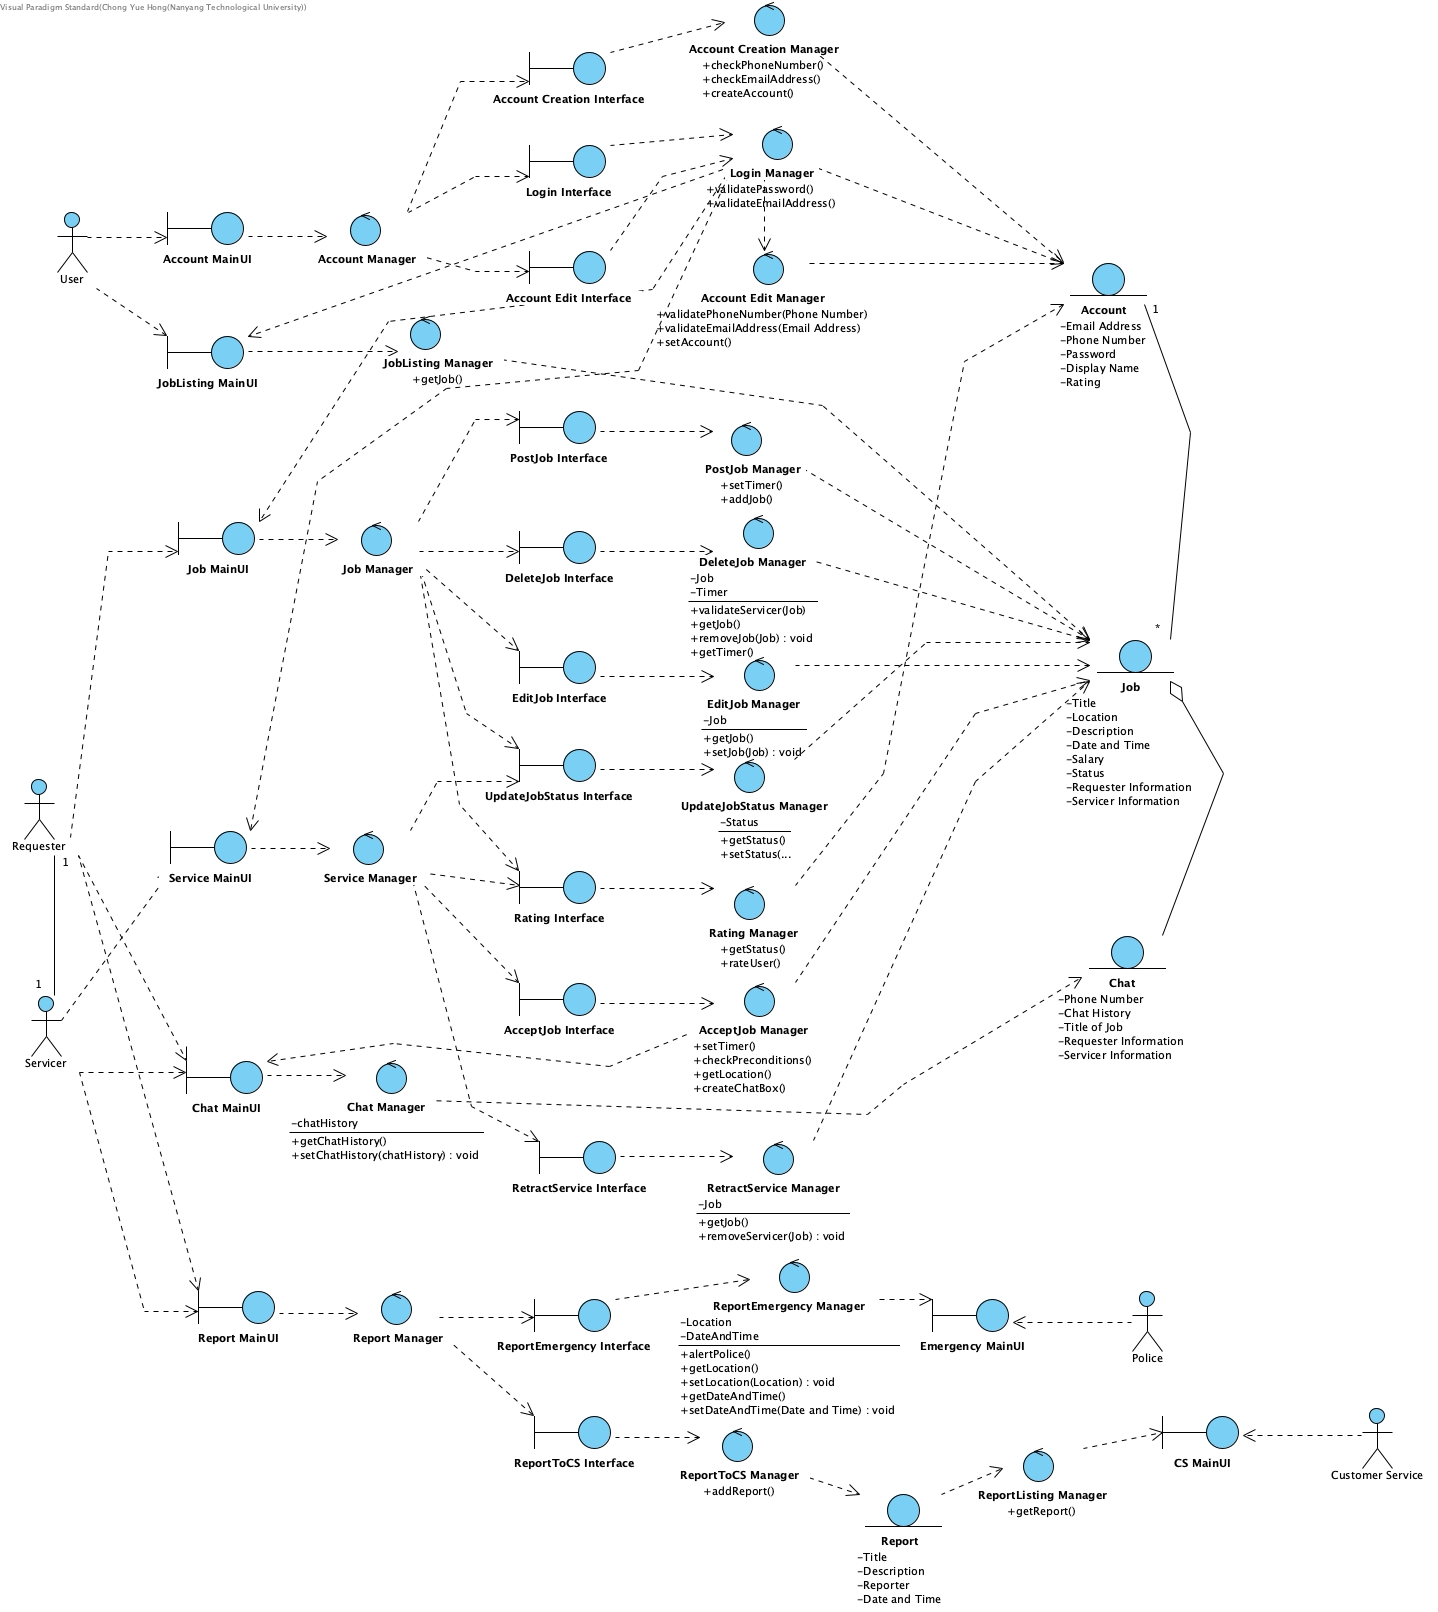 Visual Paradigm Standard(Chong Yue Hong(Nanyang Technological University))
Account Creation Manager
+checkPhoneNumber()
+checkEmailAddress()
+createAccount()
Account Creation Interface
Login Manager
+validatePassword()
+validateEmailAddress()
Login Interface
User
Account MainUI
Account Manager
Account Edit Interface
Account Edit Manager
+validatePhoneNumber(Phone Number)
+validateEmailAddress(Email Address)
+setAccount()
Account
1
-Email Address
-Phone Number
-Password
-Display Name
-Rating
JobListing MainUI
JobListing Manager
+getJob()
PostJob Interface
PostJob Manager
+setTimer()
+addJob()
Job MainUI
Job Manager
DeleteJob Interface
DeleteJob Manager
-Job
-Timer
+validateServicer(Job)
+getJob()
+removeJob(Job) : void
+getTimer()
*
Job
-Title
-Location
-Description
-Date and Time
-Salary
-Status
-Requester Information
-Servicer Information
EditJob Interface
EditJob Manager
-Job
+getJob()
+setJob(Job) : void
UpdateJobStatus Interface
UpdateJobStatus Manager
-Status
+getStatus()
+setStatus(...
Requester
1
Service MainUI
Service Manager
Rating Interface
Rating Manager
+getStatus()
+rateUser()
1
Servicer
AcceptJob Interface
AcceptJob Manager
+setTimer()
+checkPreconditions()
+getLocation()
+createChatBox()
Chat
-Phone Number
-Chat History
-Title of Job
-Requester Information
-Servicer Information
Chat MainUI
Chat Manager
-chatHistory
+getChatHistory()
+setChatHistory(chatHistory) : void
RetractService Interface
RetractService Manager
-Job
+getJob()
+removeServicer(Job) : void
Report MainUI
Report Manager
ReportEmergency Interface
ReportEmergency Manager
-Location
-DateAndTime
+alertPolice()
+getLocation()
+setLocation(Location) : void
+getDateAndTime()
+setDateAndTime(Date and Time) : void
Emergency MainUI
Police
ReportToCS Interface
ReportToCS Manager
+addReport()
ReportListing Manager
+getReport()
CS MainUI
Customer Service
Report
-Title
-Description
-Reporter
-Date and Time